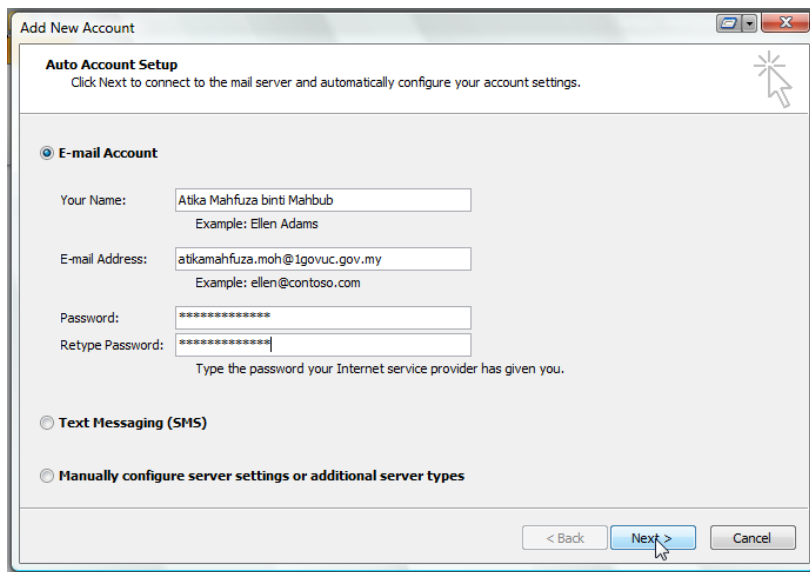 Add New Account
Auto Account Setup
Click Next to connect to the mail server and automatically configure your account settings.
E-mail Account
Your Name: Atika Mahfuza binti Mahbub
Example: Ellen Adams
E-mail Address: atikamahfuza.moh@1govuc.gov.my
Example: ellen@contoso.com
Password: *************
Retype Password: *************
Type the password your Internet service provider has given you.
Text Messaging (SMS)
Manually configure server settings or additional server types
< Back Next > Cancel